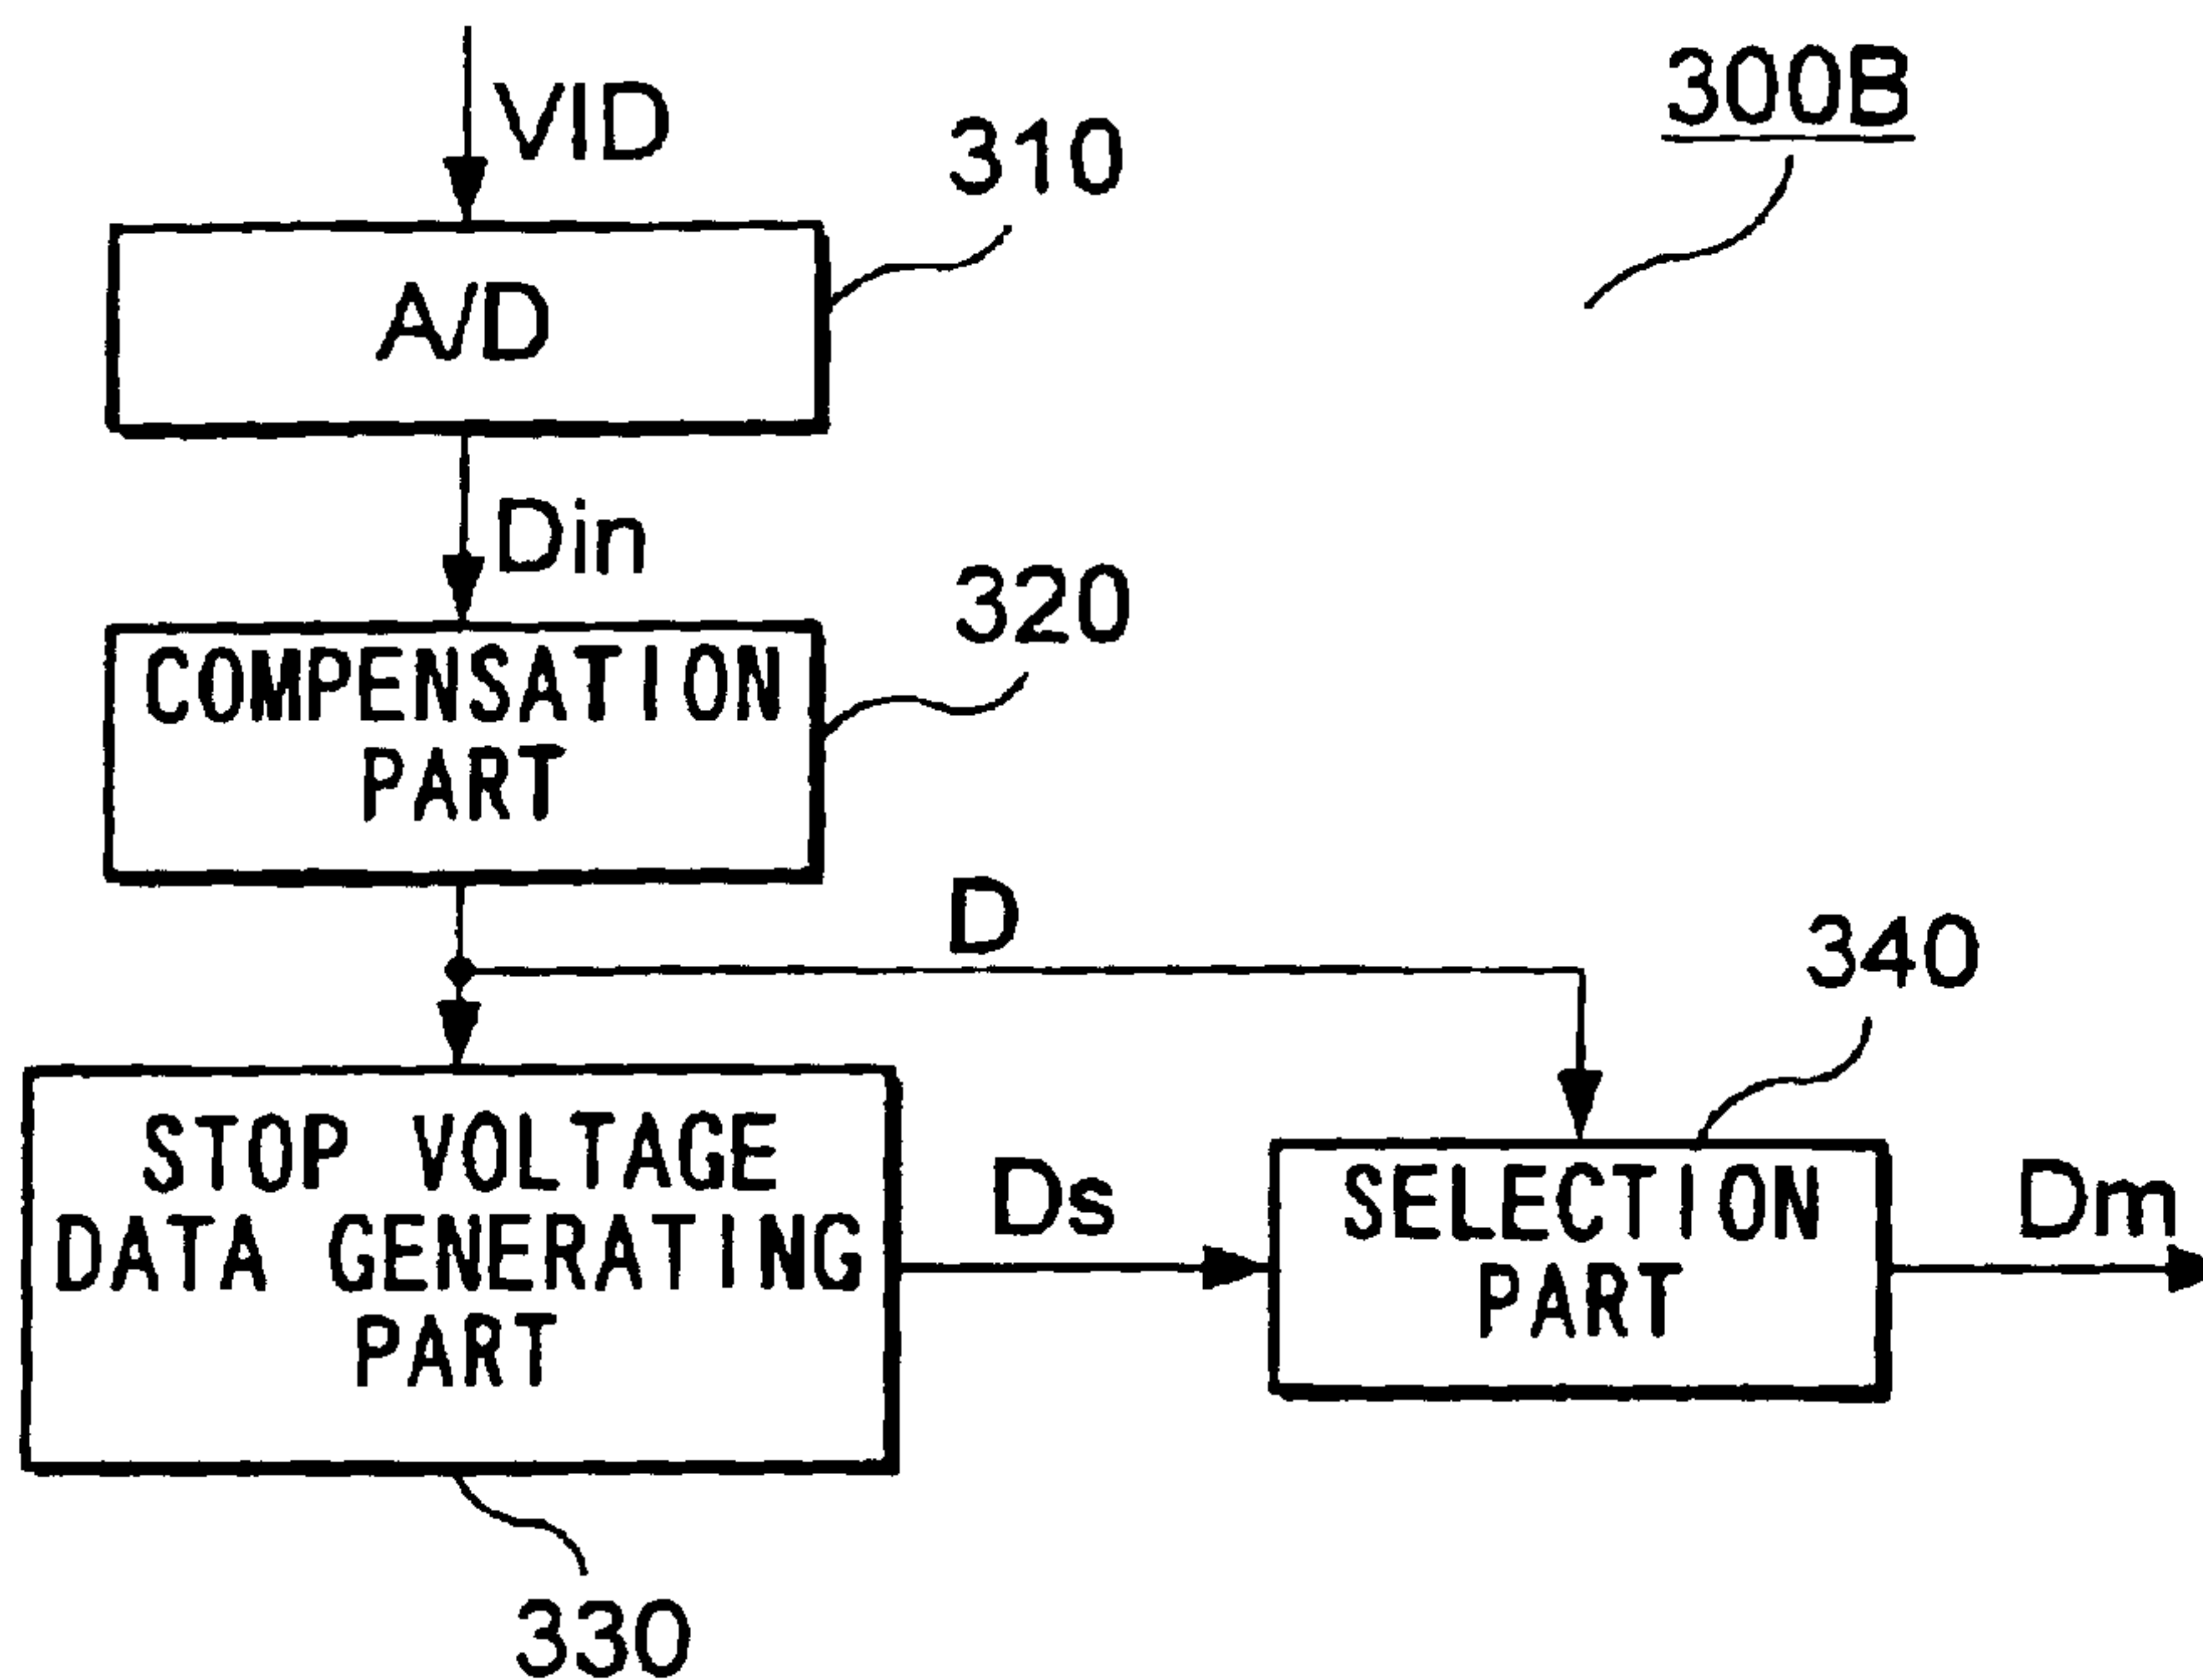 300B
VID
310
A/D
Din
320
COMPENSATION
PART
D
340
STOP VOLTAGE
DATA GENERATING
PART
Ds
SELECTION
PART
Dm
330